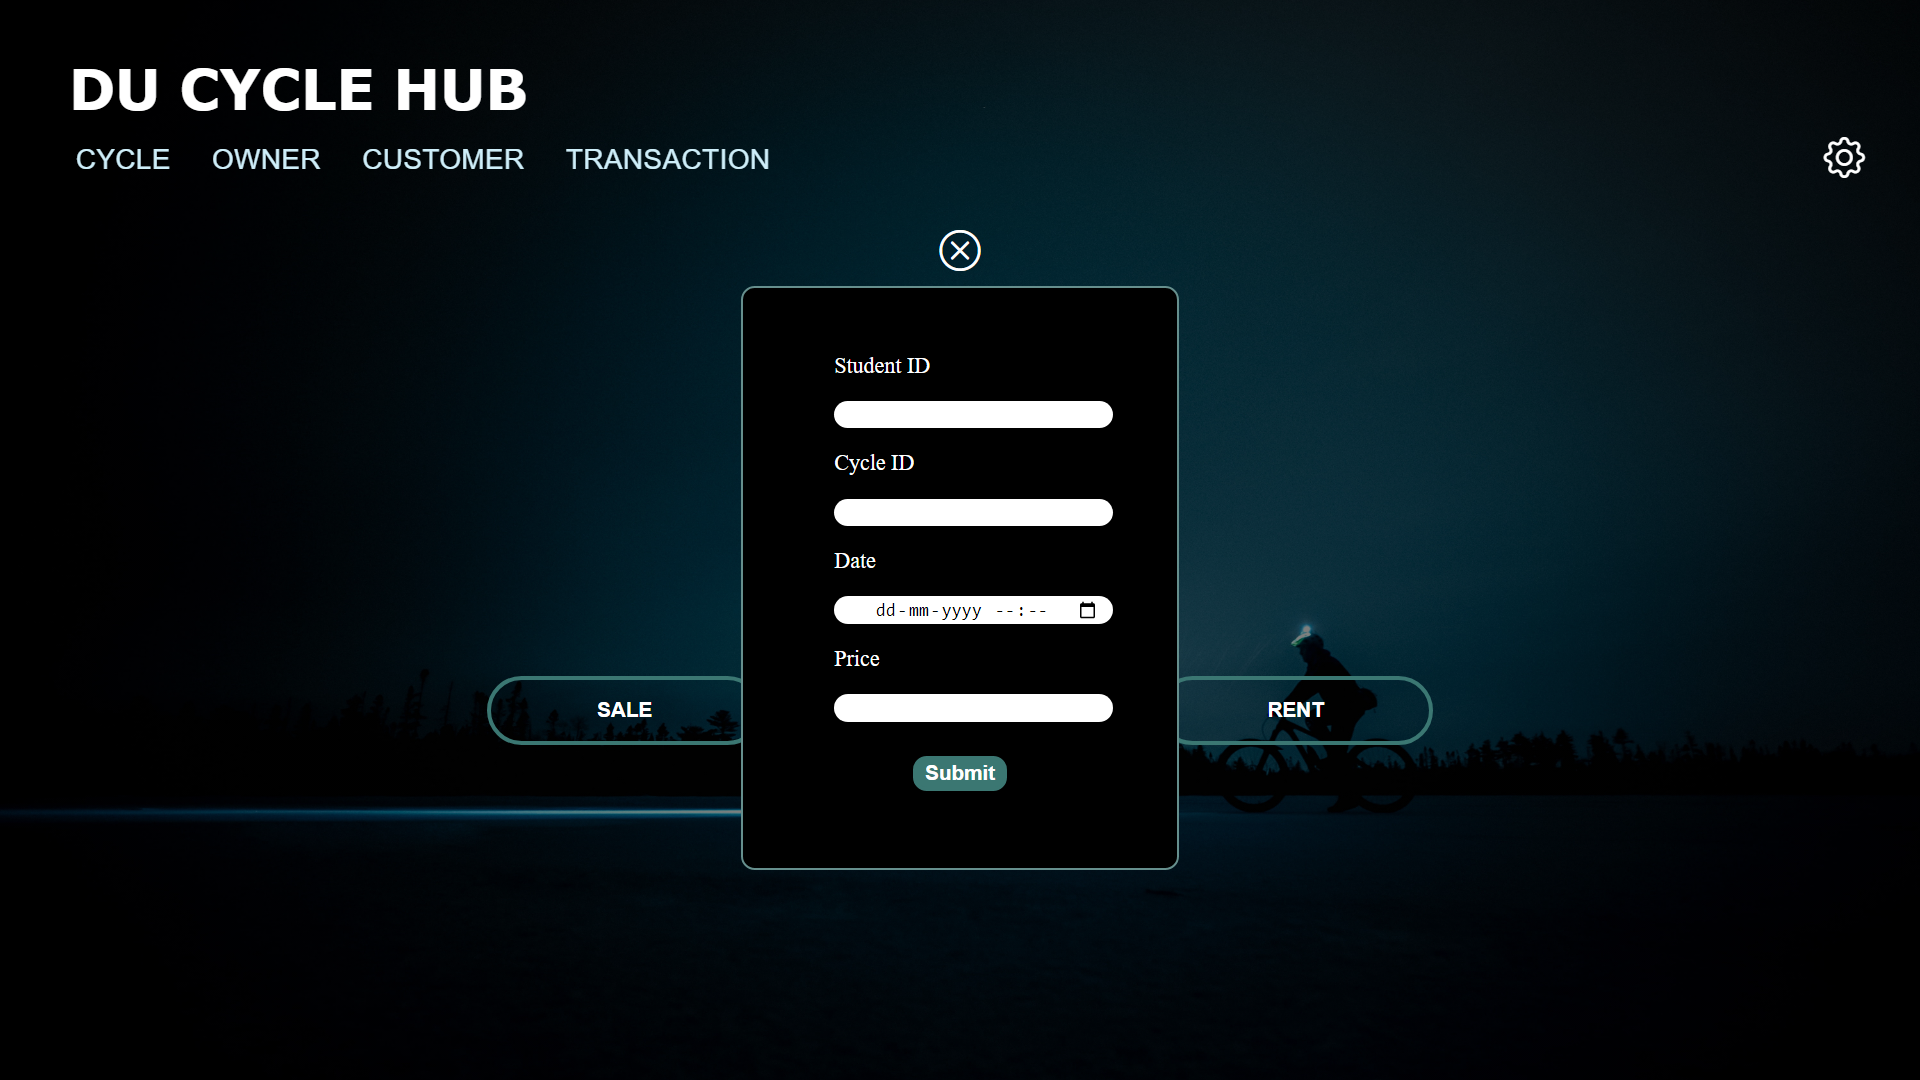 DU CYCLE HUB
CYCLE OWNER CUSTOMER TRANSACTION
Student ID
Cycle ID
Date
dd-mm-yyyy --:--
Price
SALE
RENT
Submit